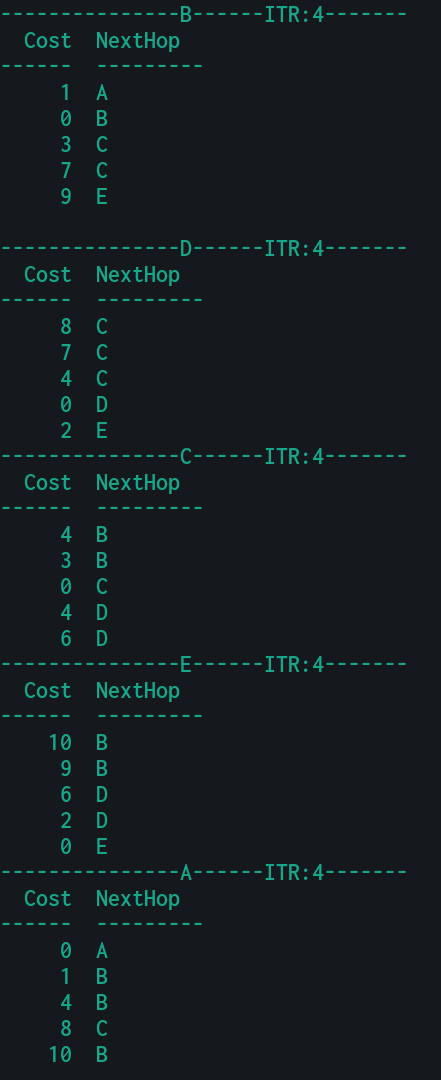 ---------------B------ITR:4-------
  Cost  NextHop
------  ---------
     1  A
     0  B
     3  C
     7  C
     9  E

---------------D------ITR:4-------
  Cost  NextHop
------  ---------
     8  C
     7  C
     4  C
     0  D
     2  E
---------------C------ITR:4-------
  Cost  NextHop
------  ---------
     4  B
     3  B
     0  C
     4  D
     6  D
---------------E------ITR:4-------
  Cost  NextHop
------  ---------
    10  B
     9  B
     6  D
     2  D
     0  E
---------------A------ITR:4-------
  Cost  NextHop
------  ---------
     0  A
     1  B
     4  B
     8  C
    10  B